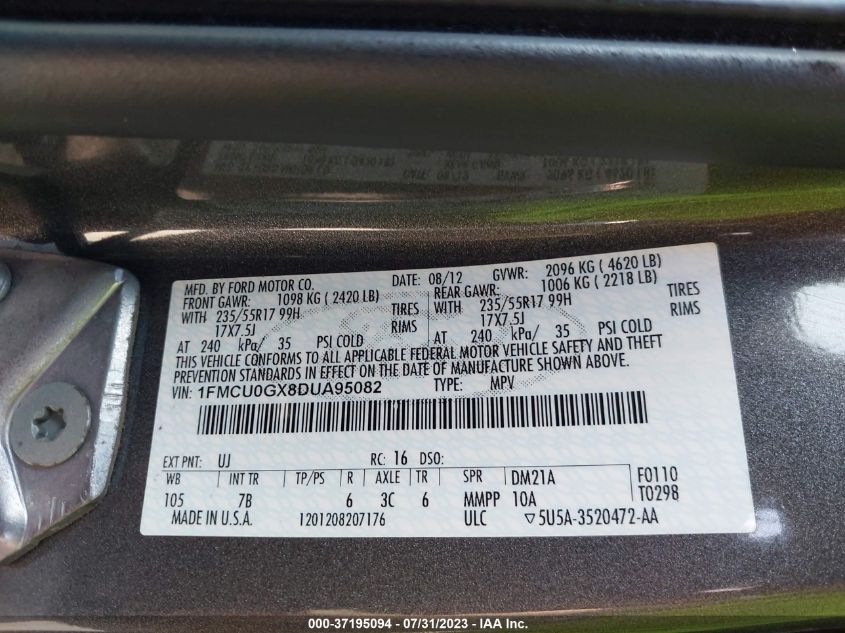 MFD. BY FORD MOTOR CO. DATE: 08/12 GVWR: 2096 KG ( 4620 LB)
FRONT GAWR: 1098 KG ( 2420 LB) REAR GAWR: 1006 KG ( 2218 LB)
WITH 235/55R17 99H TIRES WITH 235/55R17 99H TIRES
17X7.5J RIMS 17X7.5J RIMS
AT 240 kPa/ 35 PSI COLD AT 240 kPa/ 35 PSI COLD
THIS VEHICLE CONFORMS TO ALL APPLICABLE FEDERAL MOTOR VEHICLE SAFETY AND THEFT
PREVENTION STANDARDS IN EFFECT ON THE DATE OF MANUFACTURE SHOWN ABOVE.
VIN: 1FMCU0GX8DUA95082 TYPE: MPV
EXT PNT: UJ RC: 16 DSO:
WB INT TR TP/PS R AXLE TR SPR DM21A F0110
105 7B 6 3C 6 MMPP 10A T0298
MADE IN U.S.A. 1201208207176 ULC ▽5U5A-3520472-AA
000-37195094 - 07/31/2023 - IAA Inc.